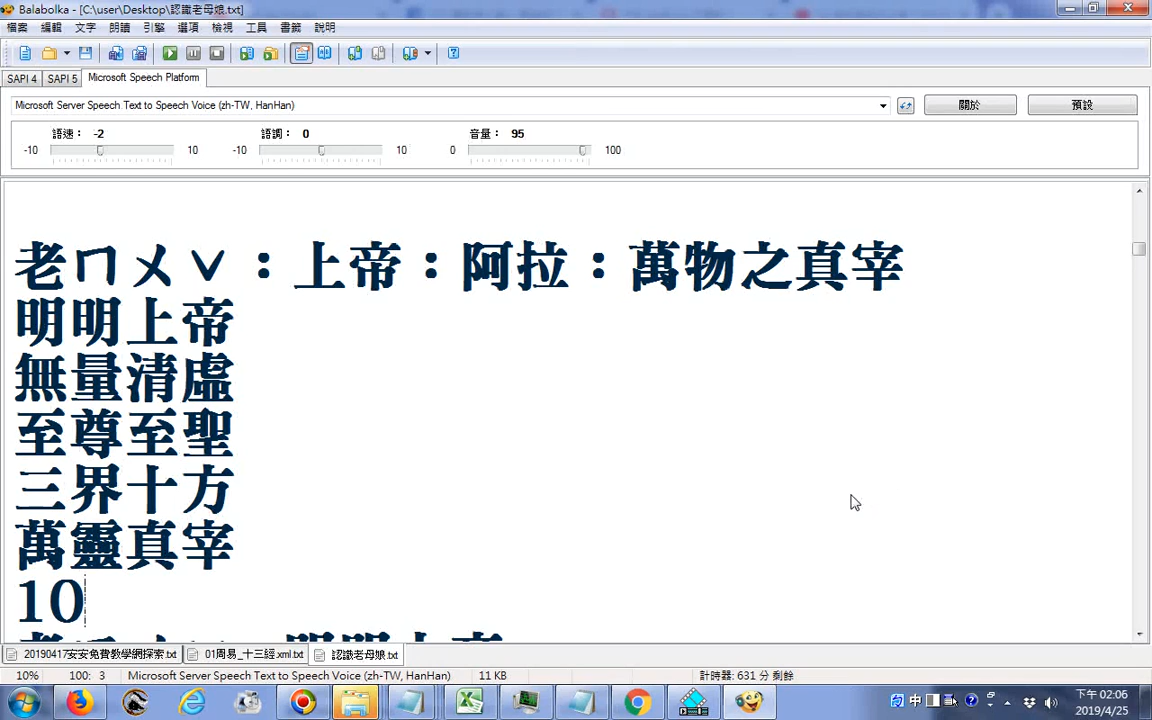 Balabolka - [C:\user\Desktop\認識老母娘.txt]
檔案 編輯 文字 朗讀 引擎 選項 檢視 工具 書籤 說明
SAPI 4 SAPI 5 Microsoft Speech Platform
Microsoft Server Speech Text to Speech Voice (zh-TW, HanHan) 關於 預設
語速： -2 語調： 0 音量： 95
-10 10 -10 10 0 100
老ㄇㄨˇ：上帝：阿拉：萬物之真宰
明明上帝
無量清虛
至尊至聖
三界十方
萬靈真宰
10
20190417安安免費教學網探索.txt 01周易_十三經.xml.txt 認識老母娘.txt
10% 100: 3 Microsoft Server Speech Text to Speech Voice (zh-TW, HanHan) 11 KB 計時器: 631 分 剩餘
中 下午 02:06
2019/4/25